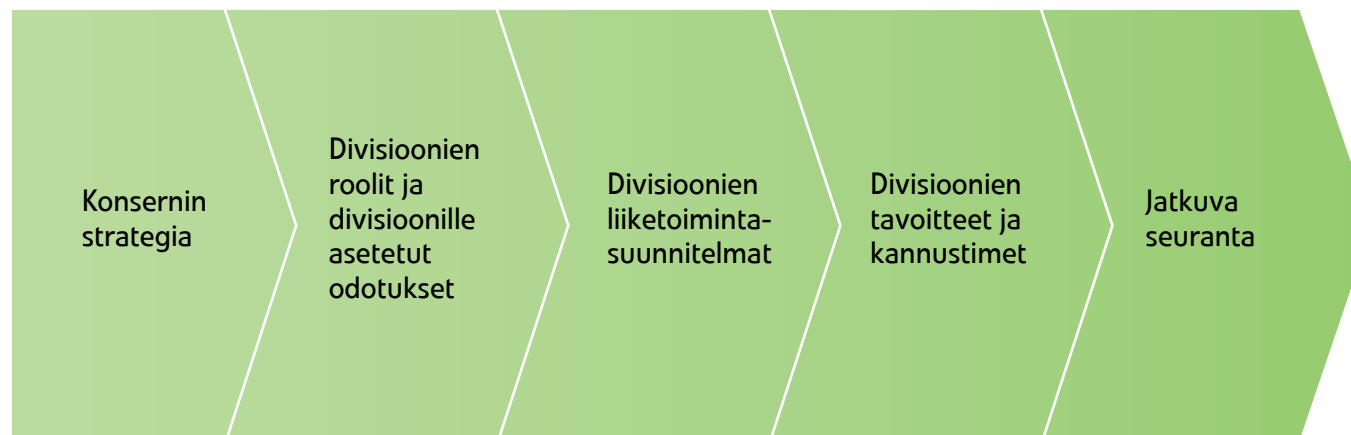 Konsernin
strategia
Divisioonien
roolit ja
divisioonille
asetetut
odotukset
Divisioonien
liiketoiminta-
suunnitelmat
Divisioonien
tavoitteet ja
kannustimet
Jatkuva
seuranta